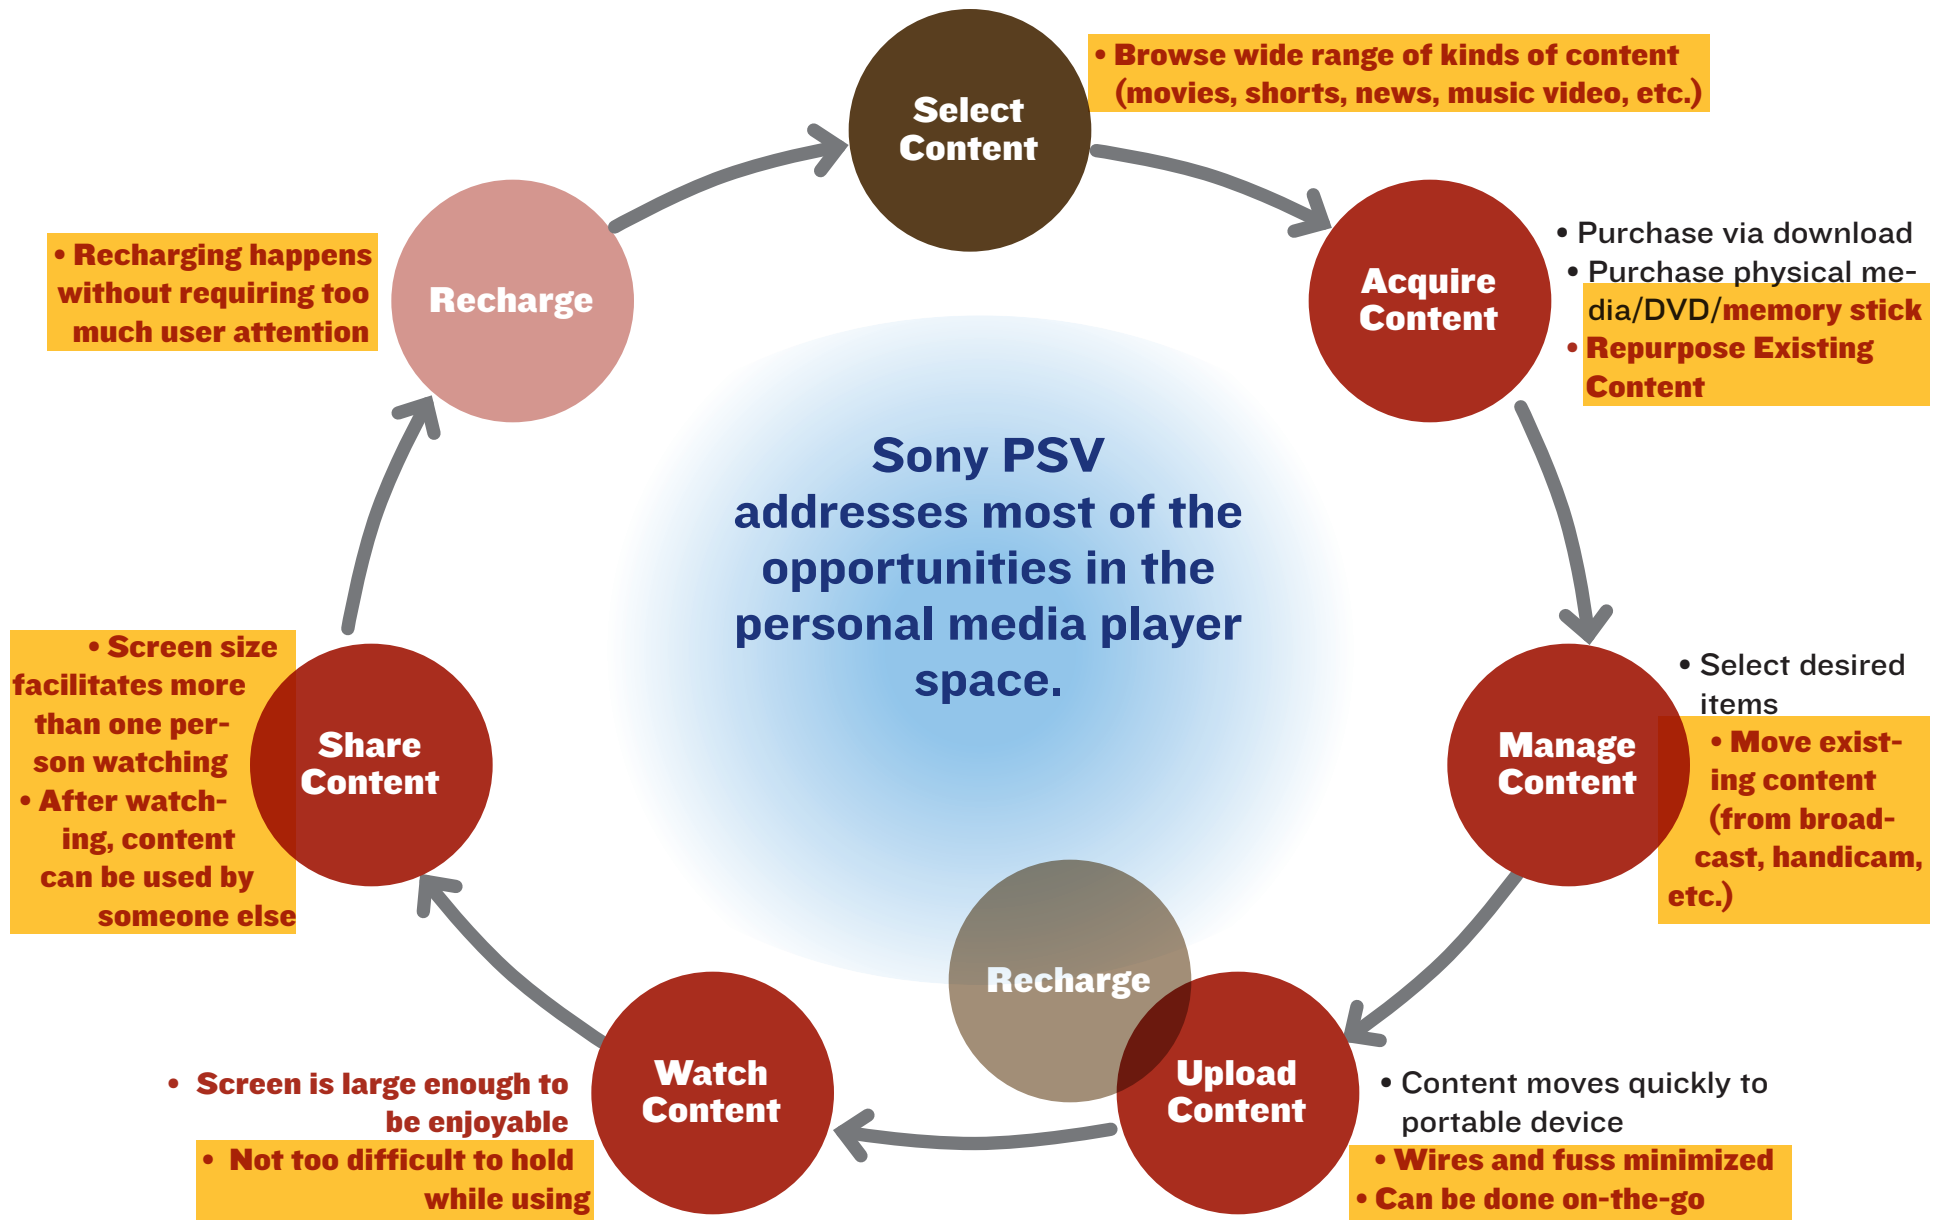 Select
Content
• Browse wide range of kinds of content
(movies, shorts, news, music video, etc.)
Acquire
Content
• Purchase via download
• Purchase physical me-
dia/DVD/memory stick
• Repurpose Existing
Content
Manage
Content
• Select desired
items
• Move exist-
ing content
(from broad-
cast, handicam,
etc.)
Upload
Content
• Content moves quickly to
portable device
• Wires and fuss minimized
• Can be done on-the-go
Recharge
Watch
Content
• Screen is large enough to
be enjoyable
• Not too difficult to hold
while using
Share
Content
• Screen size
facilitates more
than one per-
son watching
• After watch-
ing, content
can be used by
someone else
Recharge
• Recharging happens
without requiring too
much user attention
Sony PSV
addresses most of the
opportunities in the
personal media player
space.